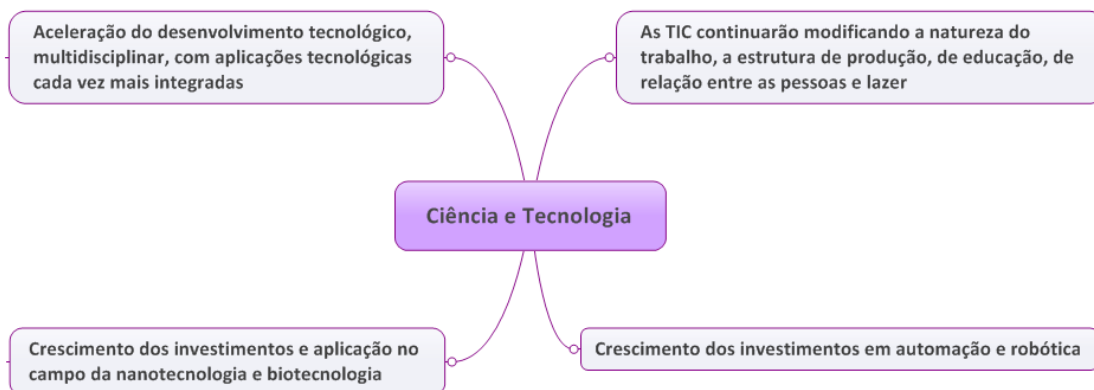 Aceleração do desenvolvimento tecnológico,
multidisciplinar, com aplicações tecnológicas
cada vez mais integradas
As TIC continuarão modificando a natureza do
trabalho, a estrutura de produção, de educação, de
relação entre as pessoas e lazer
Ciência e Tecnologia
Crescimento dos investimentos e aplicação no
campo da nanotecnologia e biotecnologia
Crescimento dos investimentos em automação e robótica